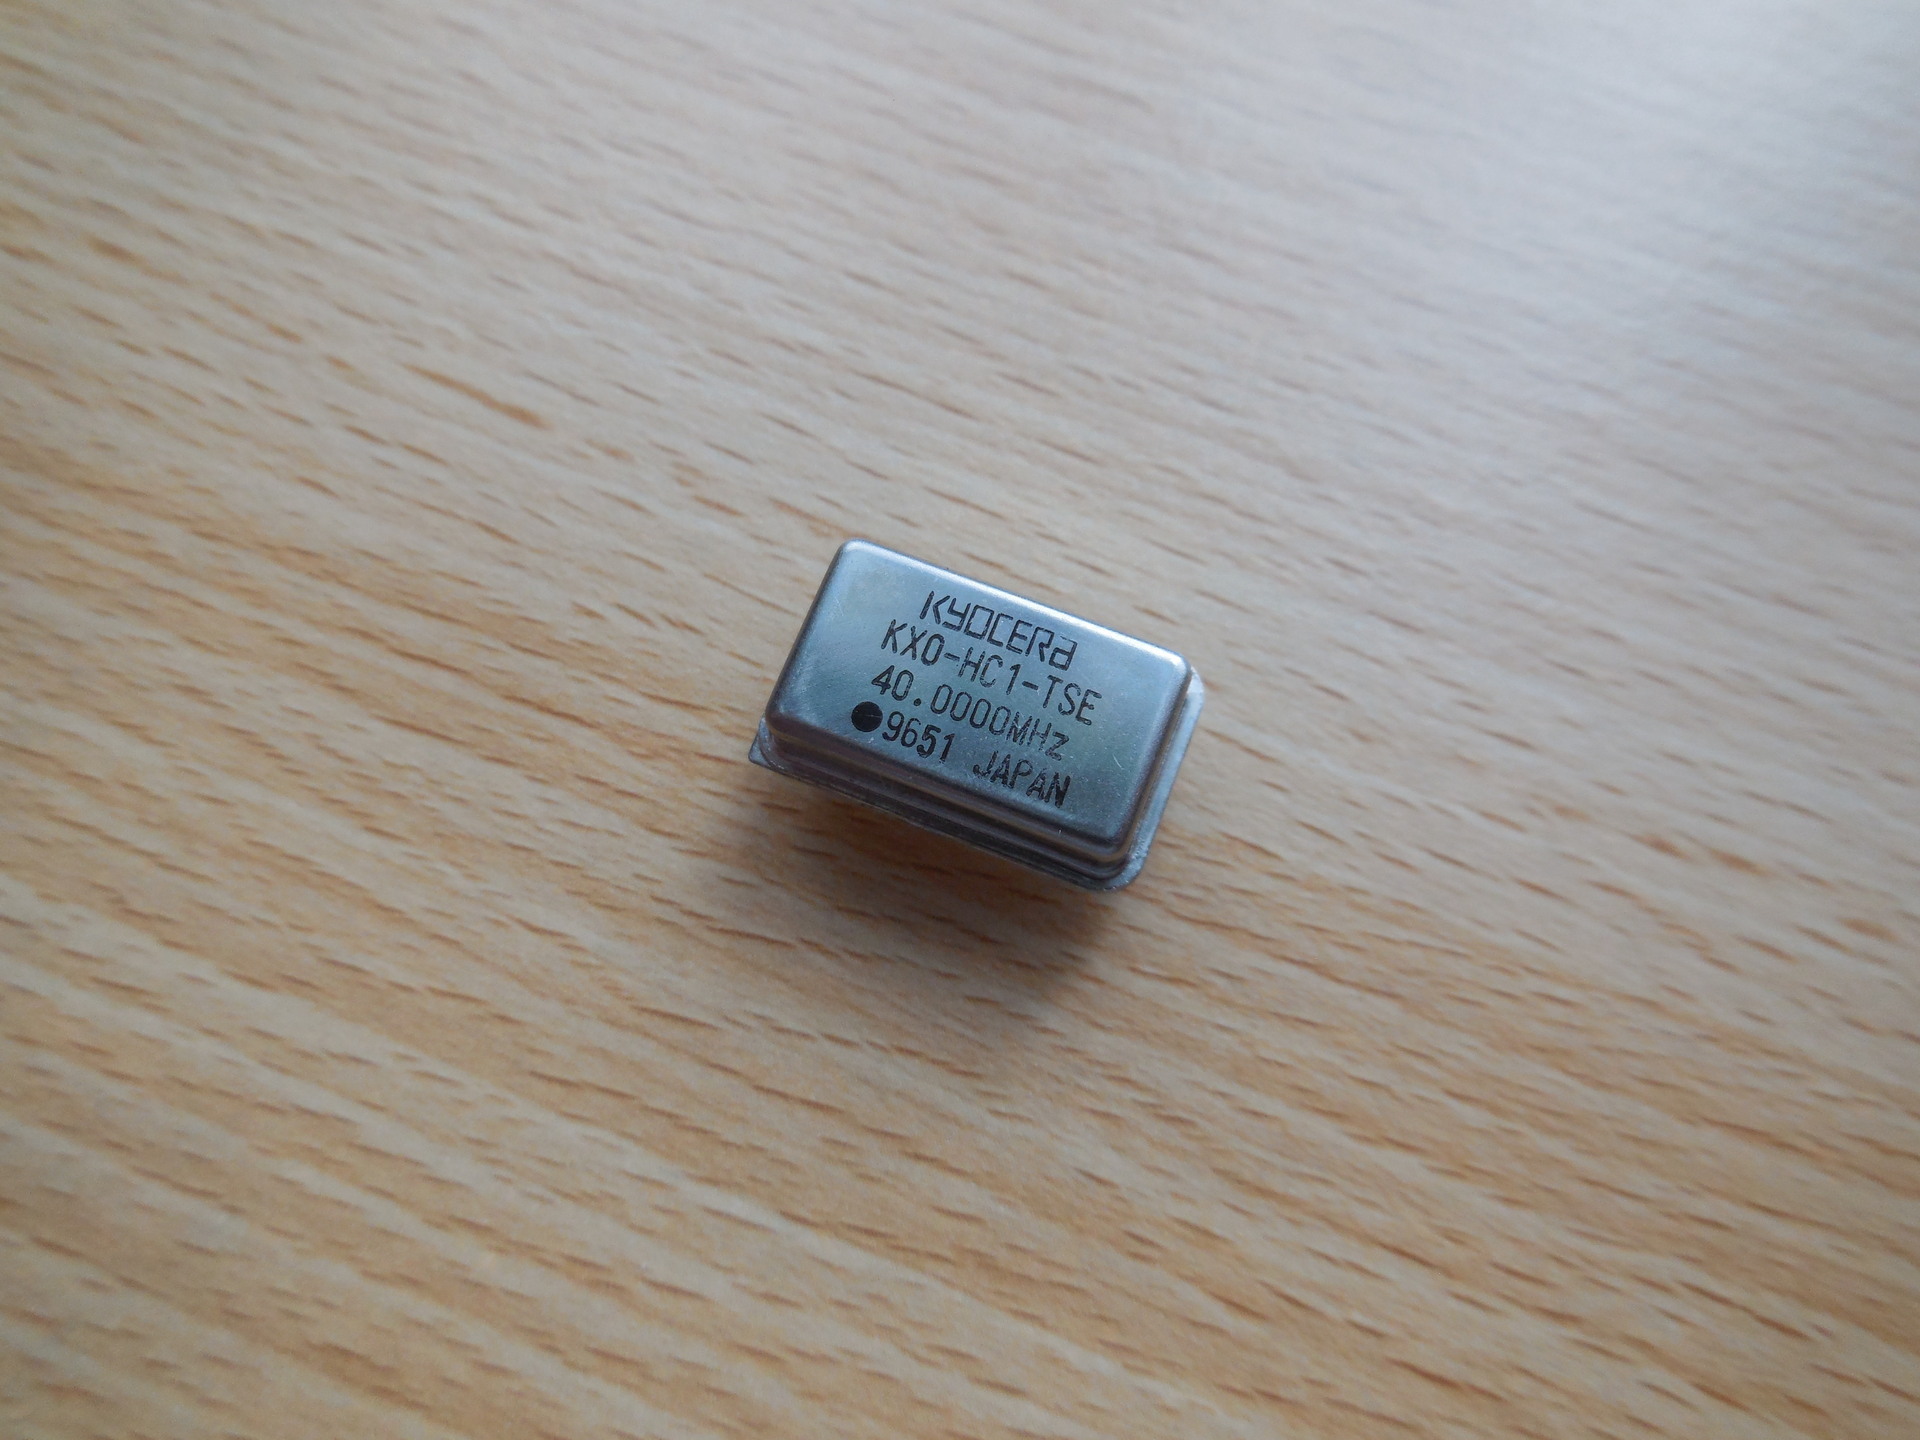 KYOCERA
KXO-HC1-TSE
40.0000MHz
●9651 JAPAN